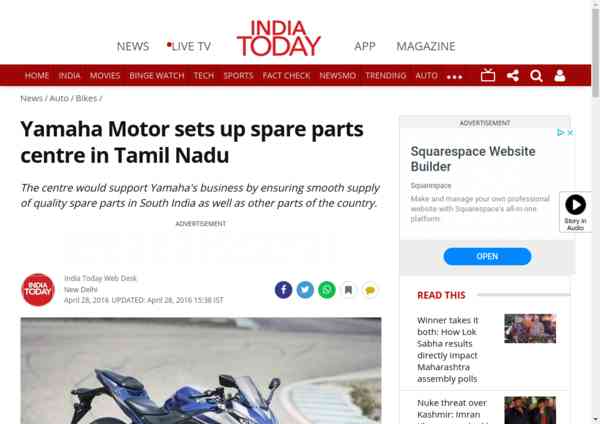 INDIA
TODAY
NEWS
LIVE TV
APP
MAGAZINE
HOME INDIA MOVIES BINGE WATCH TECH SPORTS FACT CHECK NEWSMO TRENDING AUTO
News / Auto / Bikes /
Yamaha Motor sets up spare parts
centre in Tamil Nadu
The centre would support Yamaha's business by ensuring smooth supply
of quality spare parts in South India as well as other parts of the country.
ADVERTISEMENT
INDIA
TODAY
India Today Web Desk
New Delhi
April 28, 2016 UPDATED: April 28, 2016 15:38 IST
ADVERTISEMENT
Squarespace Website
Builder
Squarespace
Make and manage your own professional
website with Squarespace's all-in-one
platform.
OPEN
Story in
Audio
READ THIS
Winner takes it
both: How Lok
Sabha results
directly impact
Maharashtra
assembly polls
Nuke threat over
Kashmir: Imran